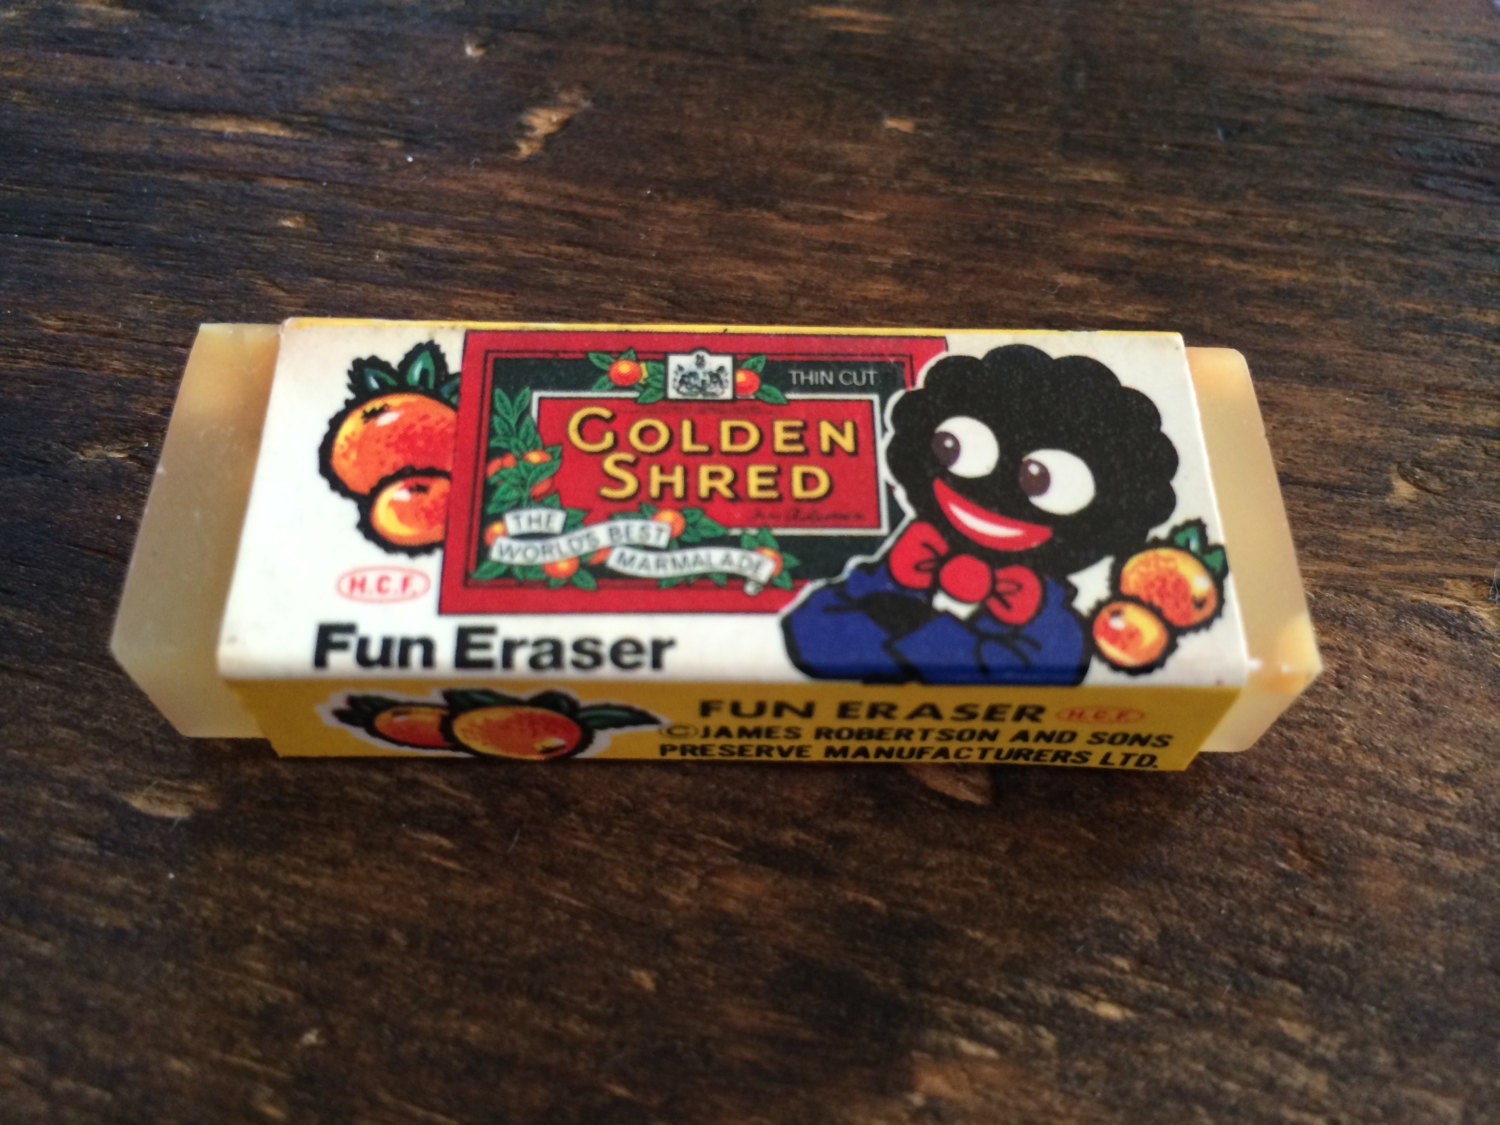 THIN CUT
GOLDEN
SHRED
THE
WORLD'S BEST
MARMALADE
H.C.F.
Fun Eraser
FUN ERASER H.C.F.
©JAMES ROBERTSON AND SONS
PRESERVE MANUFACTURERS LTD.